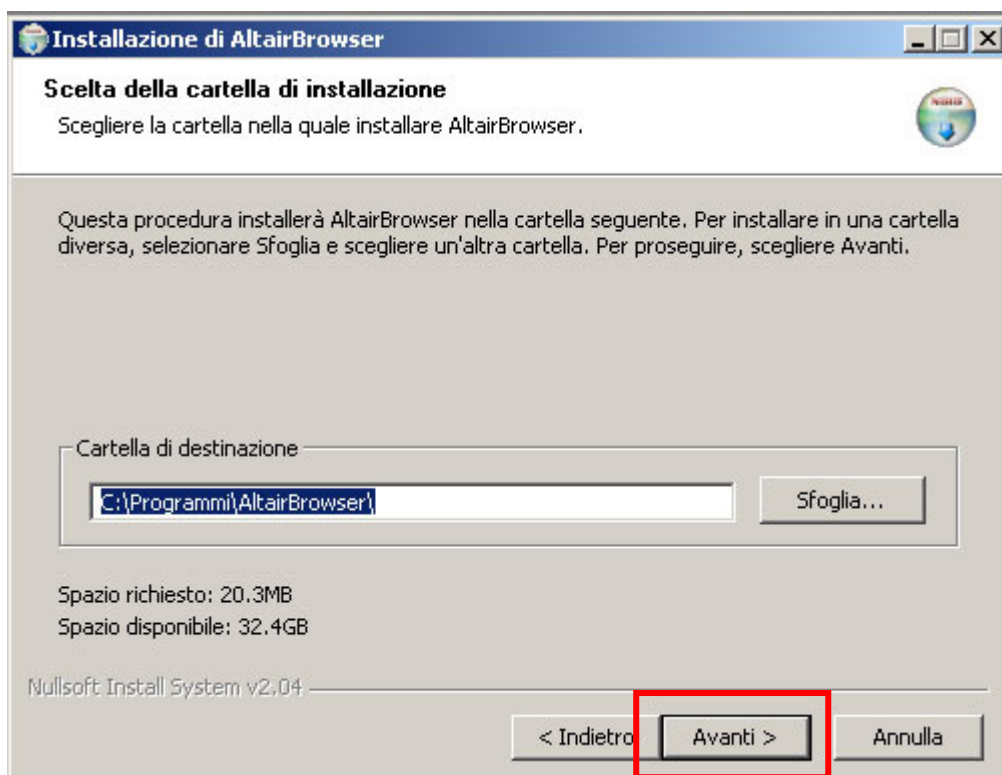 Installazione di AltairBrowser
Scelta della cartella di installazione
Scegliere la cartella nella quale installare AltairBrowser.
Questa procedura installerà AltairBrowser nella cartella seguente. Per installare in una cartella
diversa, selezionare Sfoglia e scegliere un'altra cartella. Per proseguire, scegliere Avanti.
Cartella di destinazione
C:\Programmi\AltairBrowser\
Sfoglia...
Spazio richiesto: 20.3MB
Spazio disponibile: 32.4GB
Nullsoft Install System v2.04
< Indietro
Avanti >
Annulla